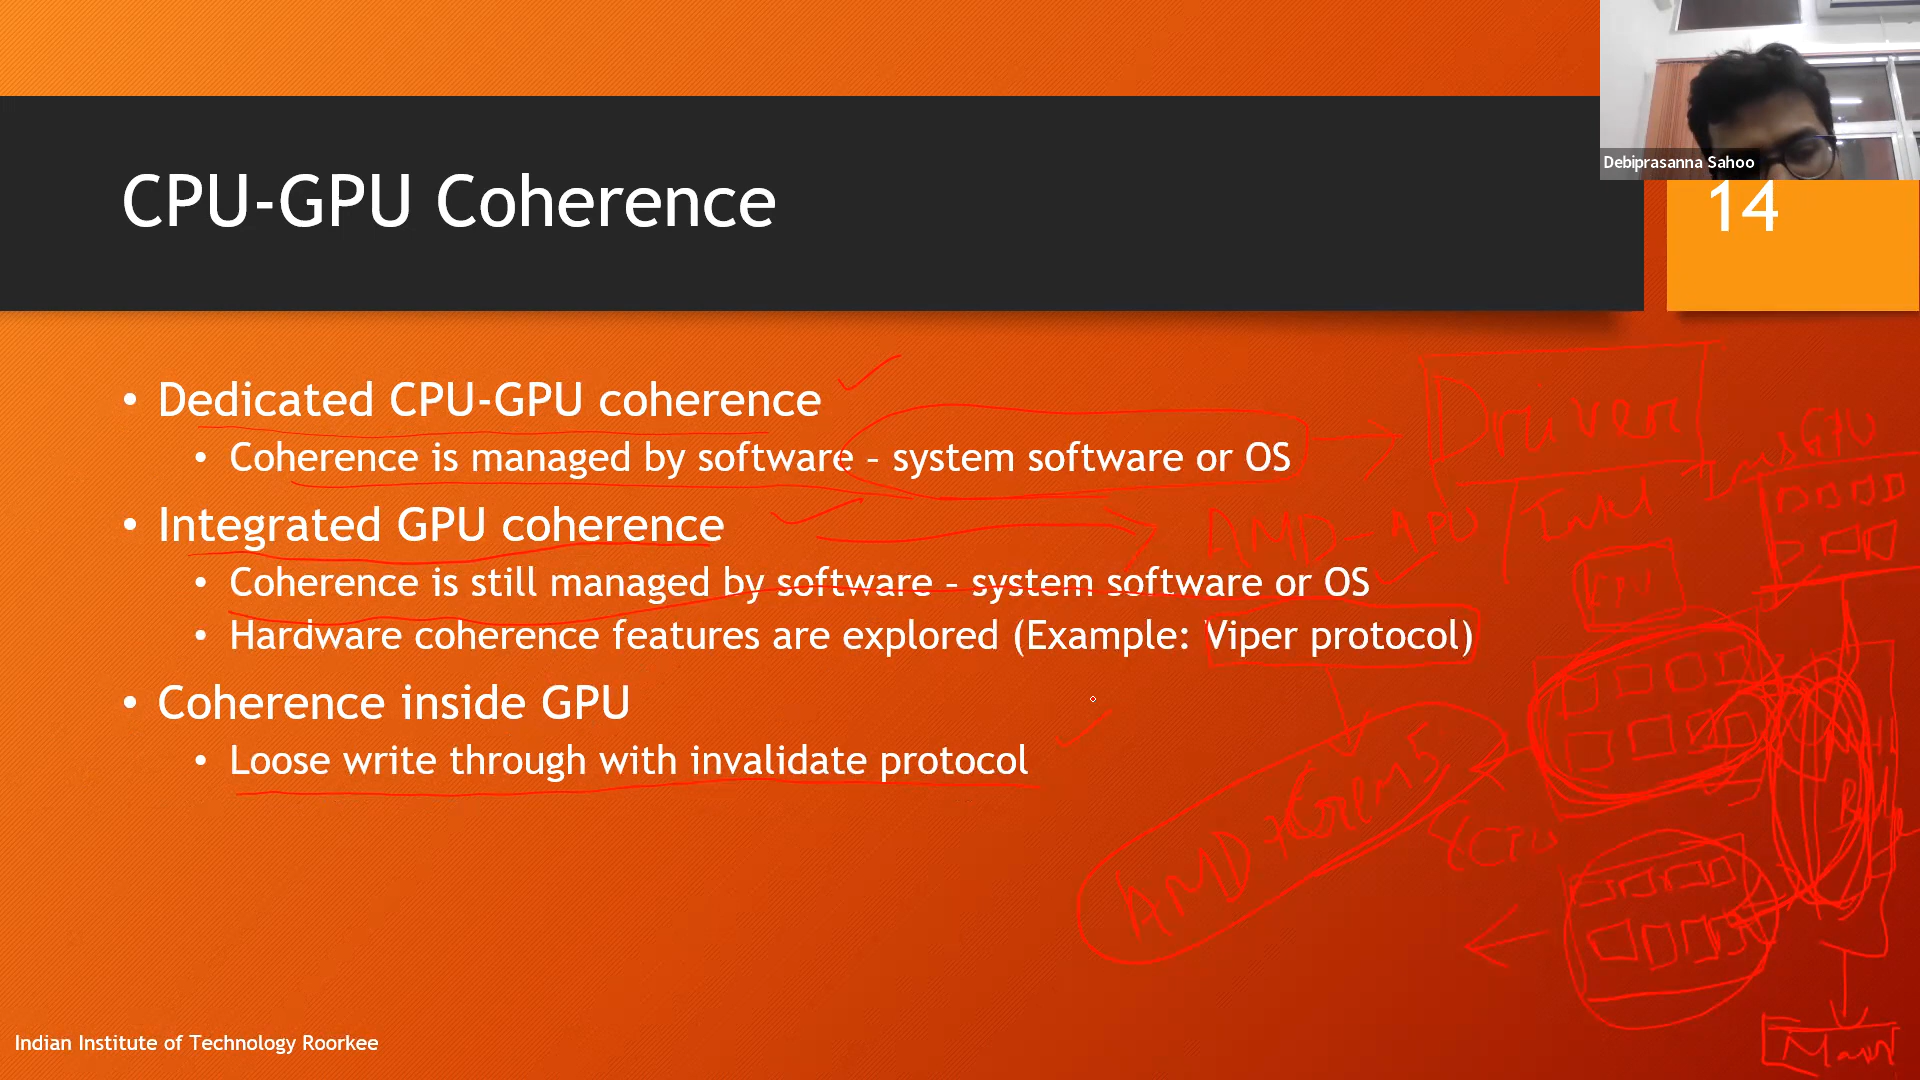 Debiprasanna Sahoo
14
CPU-GPU Coherence
• Dedicated CPU-GPU coherence
• Coherence is managed by software – system software or OS
Driver
• Integrated GPU coherence
AMD-APU
Intel
CPU
• Coherence is still managed by software – system software or OS
• Hardware coherence features are explored (Example: Viper protocol)
• Coherence inside GPU
• Loose write through with invalidate protocol
AMD + Gem5
Indian Institute of Technology Roorkee